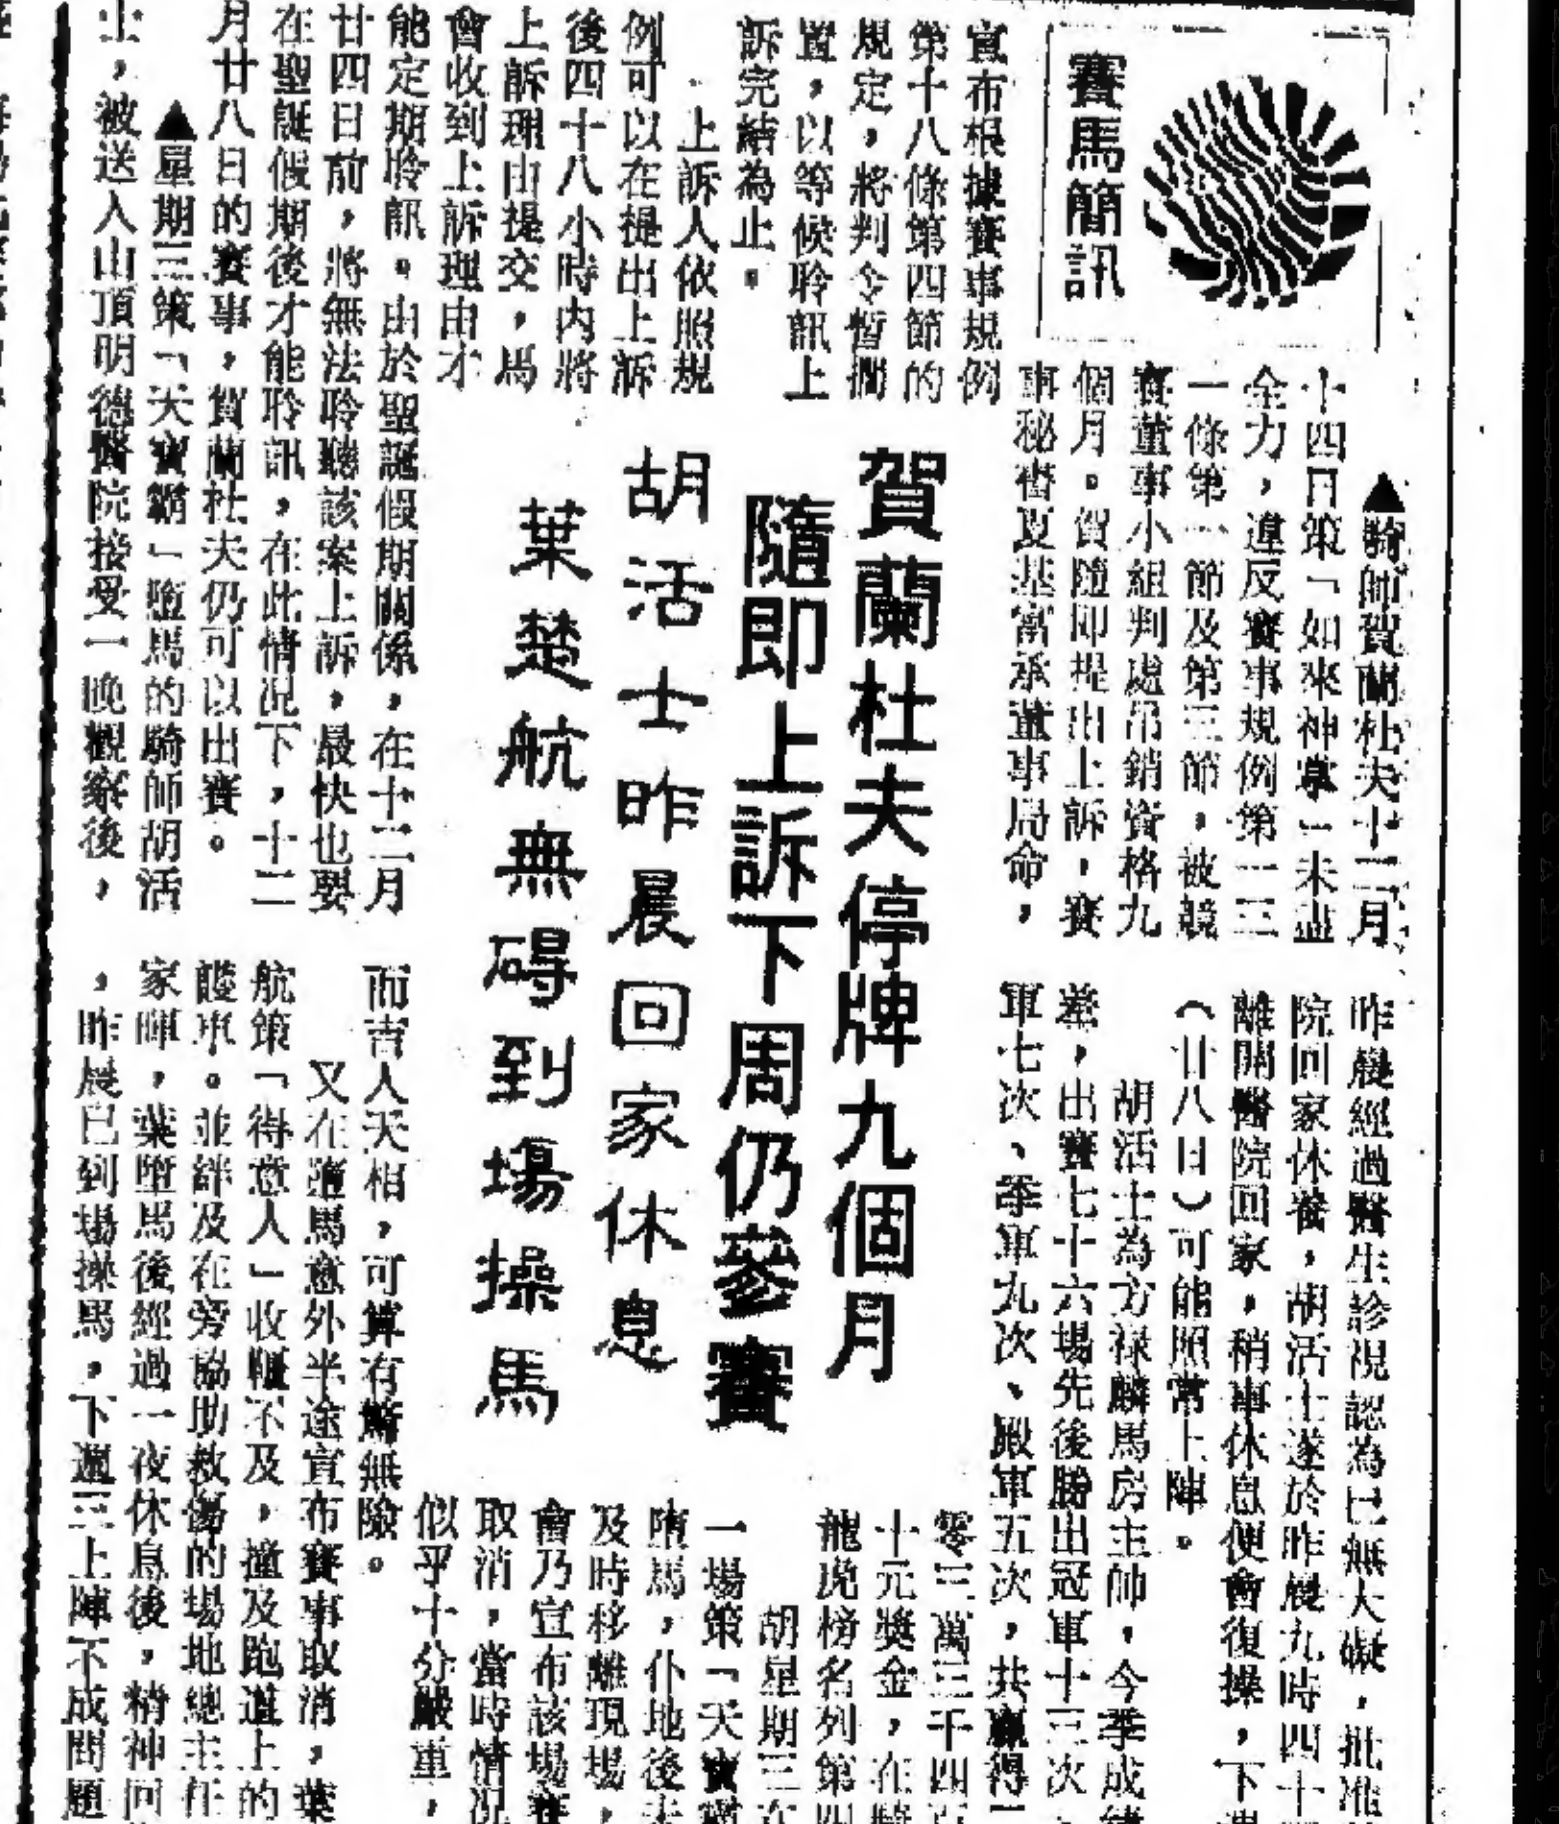 賽馬簡訊
賀蘭杜夫停牌九個月
隨即上訴下周仍參賽
胡活士昨晨回家休息
葉楚航無碍到場操馬
▲騎師賀蘭杜夫十二月
十四日策「如來神掌」未盡
全力，違反賽事規例第一三
一條第一節及第三節，被競
賽董事小組判處吊銷資格九
個月。賀隨即提出上訴，賽
事秘書夏基富承董事局命，
宣布根據賽事規例
第十八條第四節的
規定，將判令暫擱
置，以等候聆訊上
訴完結為止。
上訴人依照規
例可以在提出上訴
後四十八小時內將
上訴理由提交，馬
會收到上訴理由才
能定期聆訊。由於聖誕假期關係，在十二月
廿四日前，將無法聆聽該案上訴，最快也要
在聖誕假期後才能聆訊，在此情況下，十二
月廿八日的賽事，賀蘭杜夫仍可以出賽。
▲星期三策「天寶霸」墮馬的騎師胡活
士，被送入山頂明德醫院接受一晚觀察後，
昨晨經過醫生診視認為已無大礙，批准
院回家休養，胡活士遂於昨晨九時四十
離開醫院回家，稍事休息便會復操，下
（廿八日）可能照常上陣。
胡活士為方祿麟馬房主帥，今季成績
，出賽七十六場先後勝出冠軍十三次、
軍七次、季軍九次、殿軍五次，共贏得
零三萬三千四百
十元獎金，在騎
龍虎榜名列第四
胡星期三在
一場策「天寶霸
墮馬，仆地後未
及時移離現場，
會乃宣布該場賽
取消，當時情況
似乎十分嚴重，
而吉人天相，可算有驚無險。
又在墮馬意外半途宣布賽事取消，葉
航策「得意人」收韁不及，撞及跑道上的
車。並絆及在旁協助救傷的場地總主任
家暉，葉墮馬後經過一夜休息後，精神回
，昨晨已到場操馬，下週三上陣不成問題